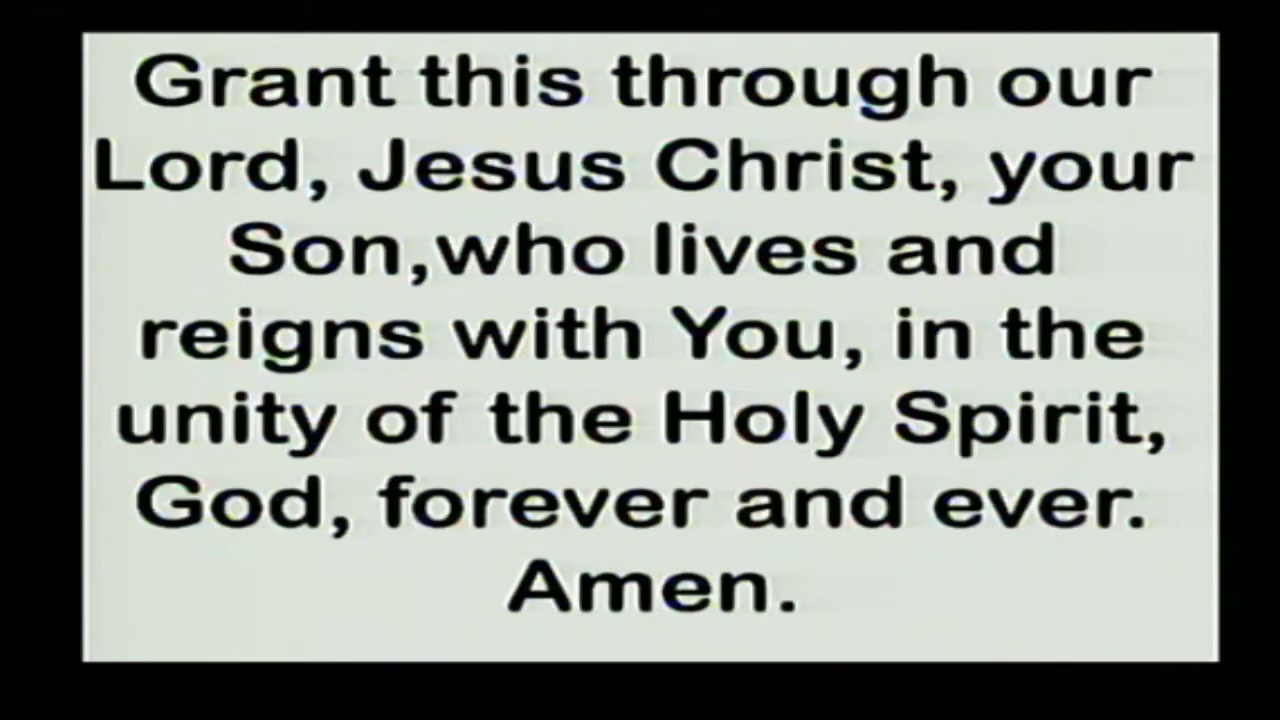 Grant this through our
Lord, Jesus Christ, your
Son,who lives and
reigns with You, in the
unity of the Holy Spirit,
God, forever and ever.
Amen.